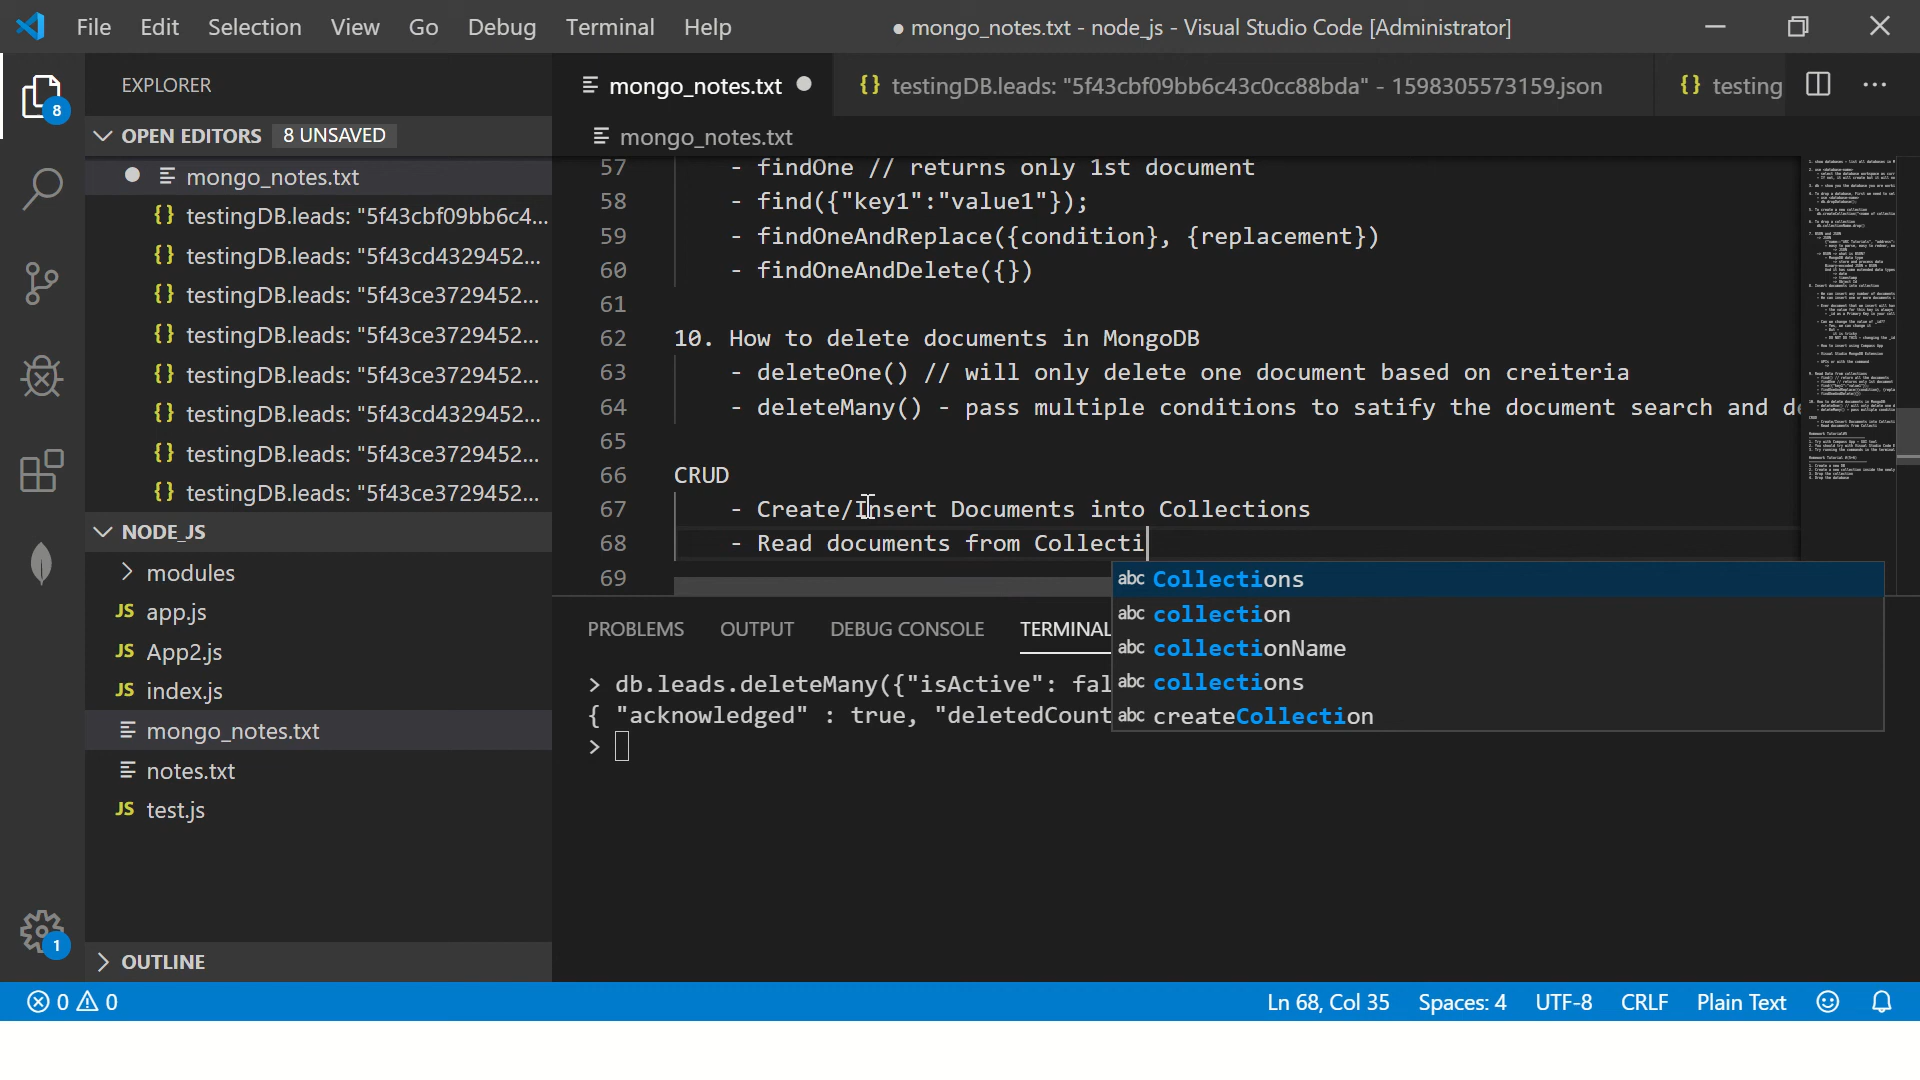 File Edit Selection View Go Debug Terminal Help
● mongo_notes.txt - node_js - Visual Studio Code [Administrator]
8
EXPLORER
OPEN EDITORS 8 UNSAVED
mongo_notes.txt
{} testingDB.leads: "5f43cbf09bb6c4...
{} testingDB.leads: "5f43cd4329452...
{} testingDB.leads: "5f43ce3729452...
{} testingDB.leads: "5f43ce3729452...
{} testingDB.leads: "5f43ce3729452...
{} testingDB.leads: "5f43cd4329452...
{} testingDB.leads: "5f43ce3729452...
{} testingDB.leads: "5f43ce3729452...
NODE_JS
modules
JS app.js
JS App2.js
JS index.js
mongo_notes.txt
notes.txt
JS test.js
OUTLINE
1
mongo_notes.txt
{} testingDB.leads: "5f43cbf09bb6c43c0cc88bda" - 1598305573159.json
{} testing
...
mongo_notes.txt
57 - findOne // returns only 1st document
58 - find({"key1":"value1"});
59 - findOneAndReplace({condition}, {replacement})
60 - findOneAndDelete({})
61
62 10. How to delete documents in MongoDB
63 - deleteOne() // will only delete one document based on creiteria
64 - deleteMany() - pass multiple conditions to satify the document search and de
65
66 CRUD
67 - Create/Insert Documents into Collections
68 - Read documents from Collecti
69
abc Collections
abc collection
abc collectionName
abc collections
abc createCollection
PROBLEMS OUTPUT DEBUG CONSOLE TERMINAL
> db.leads.deleteMany({"isActive": fal
{ "acknowledged" : true, "deletedCount
>
0 0
Ln 68, Col 35 Spaces: 4 UTF-8 CRLF Plain Text